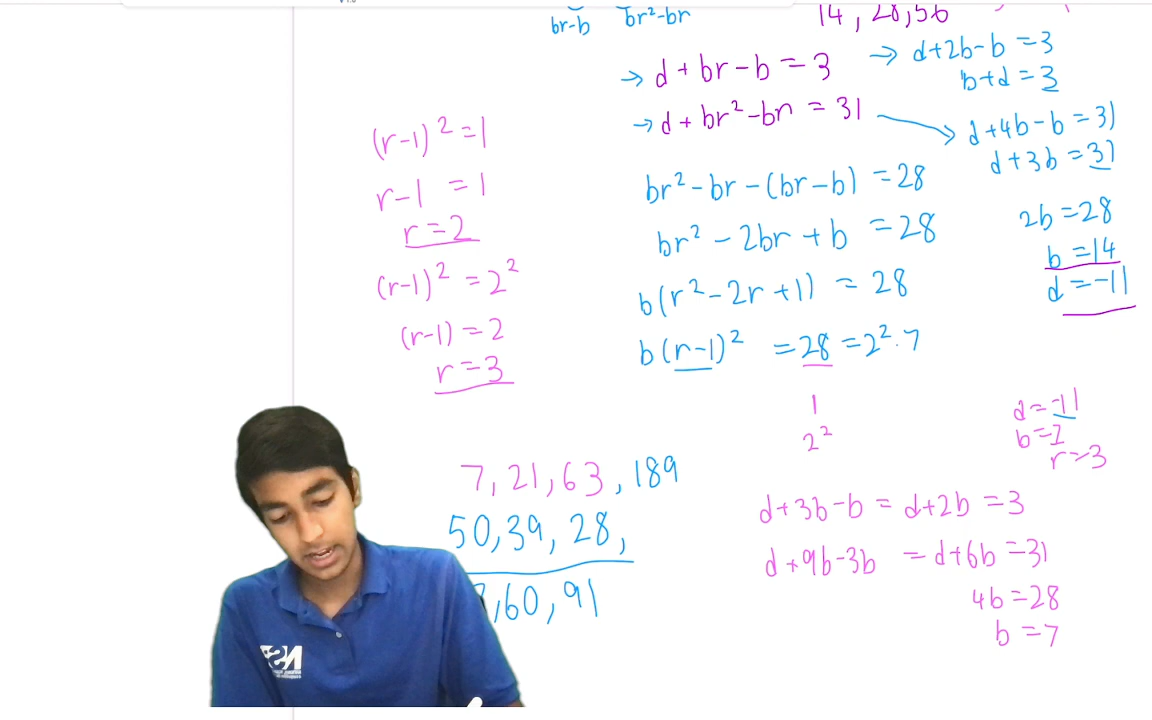 br-b br²-br
14, 28, 56
→ d+br-b=3
→ d+2b-b=3
b+d=3
→ d+br²-br=31
d+4b-b=31
d+3b=31
br²-br-(br-b)=28
br²-2br+b=28
b(r²-2r+1)=28
b(r-1)²=28=2²·7
2b=28
b=14
d=-11
(r-1)²=1
r-1=1
r=2
(r-1)²=2²
(r-1)=2
r=3
1
2²
d=-11
b=7
r=3
7, 21, 63, 189
50, 39, 28,
,60, 91
d+3b-b=d+2b=3
d+9b-3b=d+6b=31
4b=28
b=7